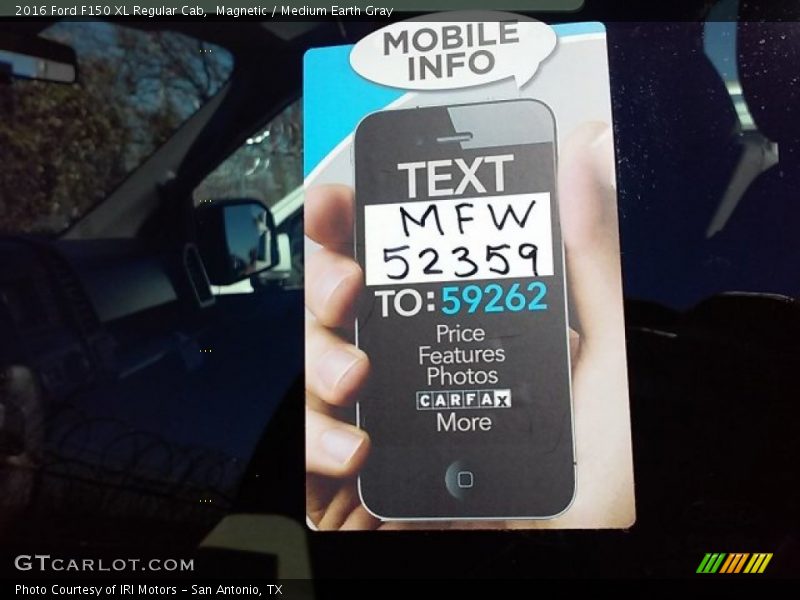 2016 Ford F150 XL Regular Cab, Magnetic / Medium Earth Gray
MOBILE
INFO
TEXT
MFW
52359
TO: 59262
Price
Features
Photos
CARFAX
More
GTCARLOT.COM
Photo Courtesy of IRI Motors - San Antonio, TX